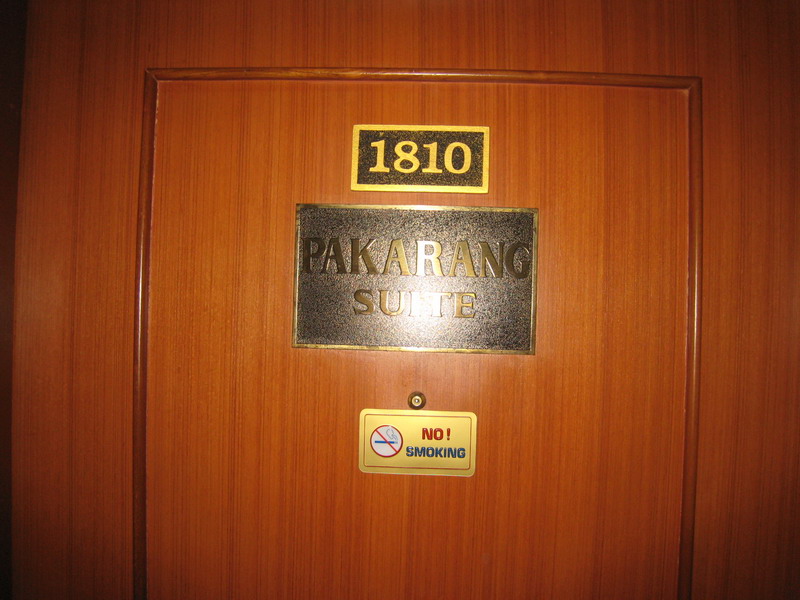 1810
PAKARANG
SUITE
NO!
SMOKING